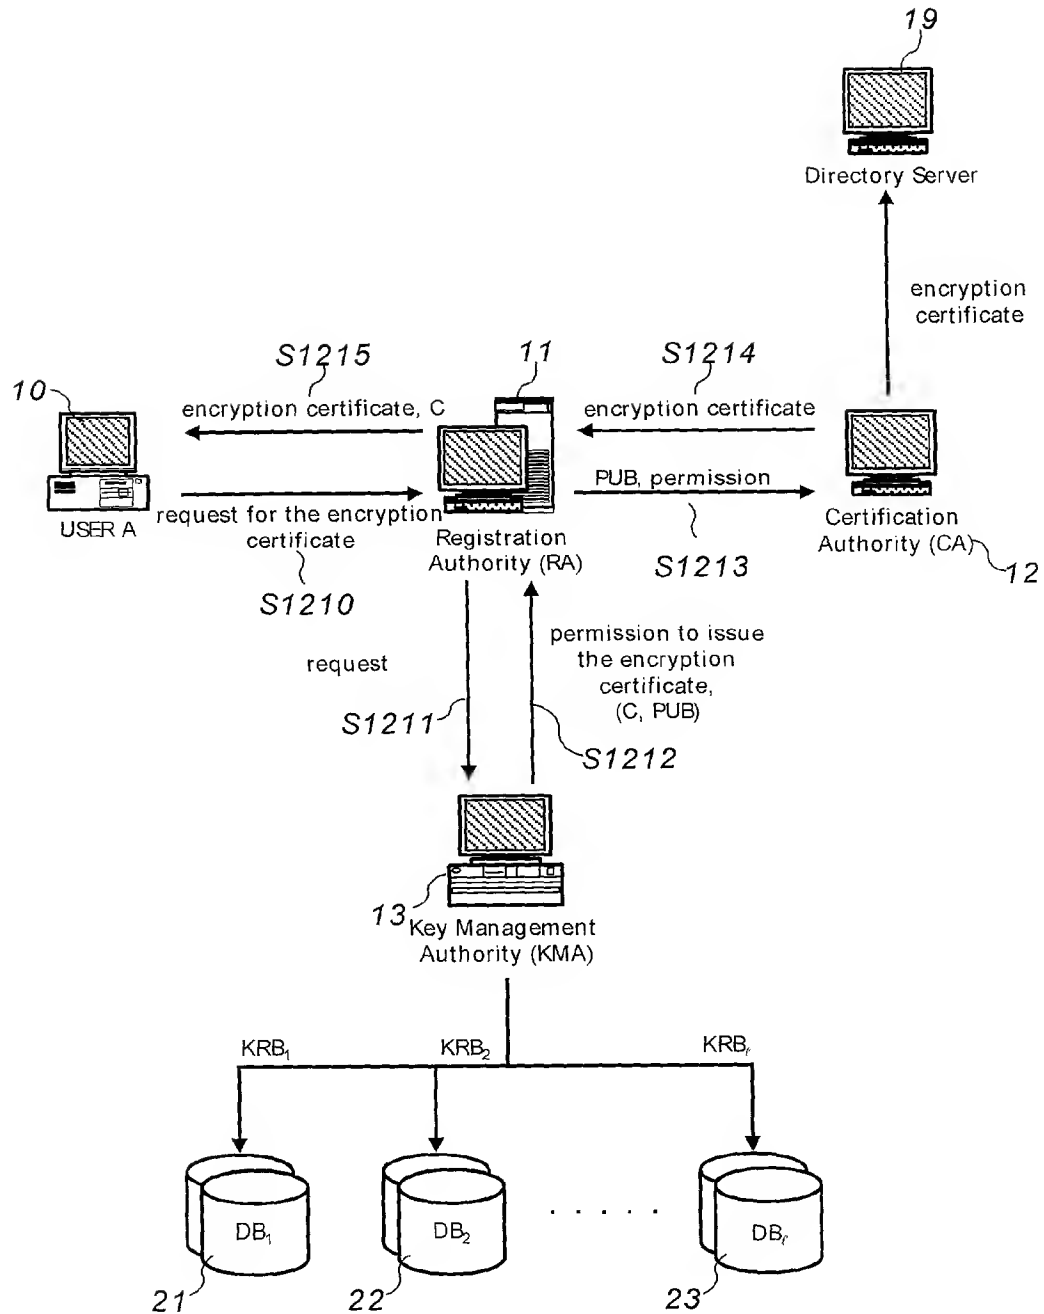 19
Directory Server
encryption
certificate
S1215
11
S1214
10
encryption certificate, C
encryption certificate
PUB, permission
USER A
request for the encryption
certificate
Registration
Authority (RA)
Certification
Authority (CA)
S1213
12
S1210
request
permission to issue
the encryption
certificate,
(C, PUB)
S1211
S1212
13
Key Management
Authority (KMA)
KRB₁
KRB₂
KRBℓ
DB₁
DB₂
. . . . .
DBℓ
21
22
23